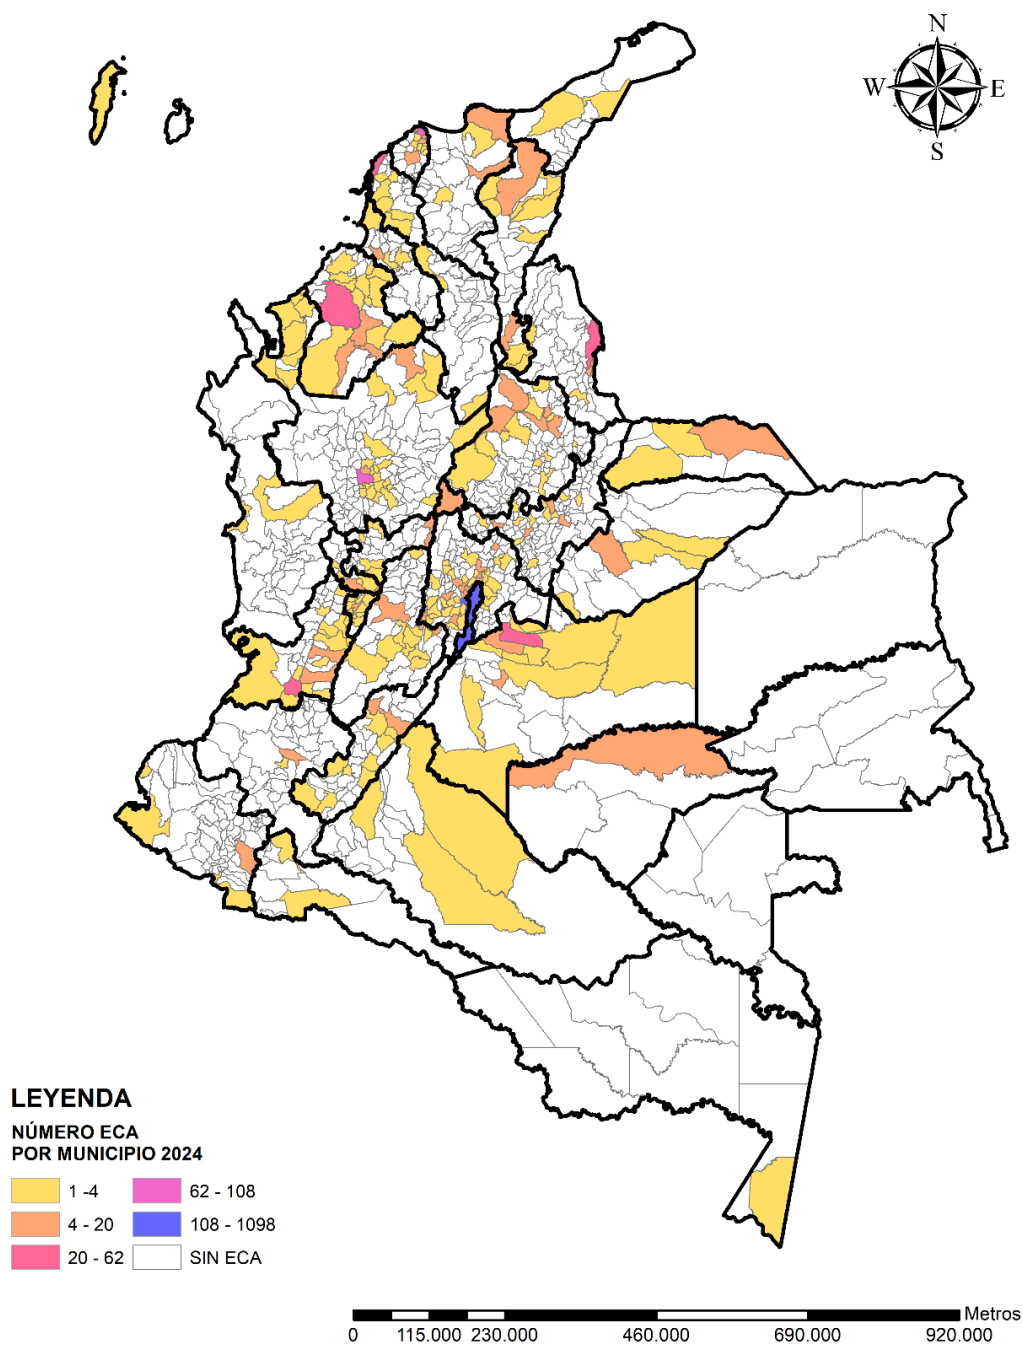 N
W E
S
LEYENDA
NÚMERO ECA
POR MUNICIPIO 2024
1 -4
62 - 108
4 - 20
108 - 1098
20 - 62
SIN ECA
Metros
0 115.000 230.000 460.000 690.000 920.000